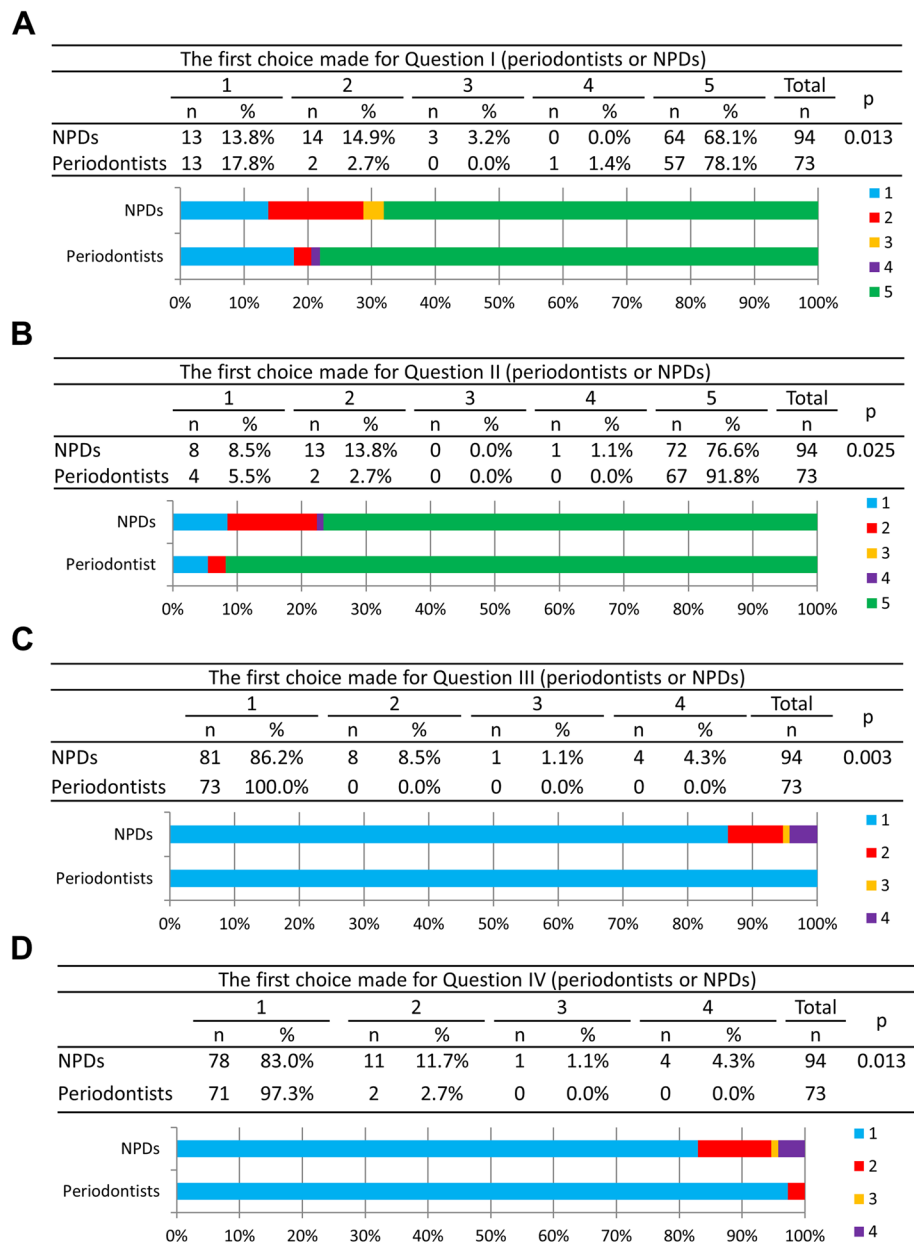 A
The first choice made for Question I (periodontists or NPDs)
1 2 3 4 5 Total p
n % n % n % n % n % n
NPDs 13 13.8% 14 14.9% 3 3.2% 0 0.0% 64 68.1% 94 0.013
Periodontists 13 17.8% 2 2.7% 0 0.0% 1 1.4% 57 78.1% 73
NPDs
Periodontists
0% 10% 20% 30% 40% 50% 60% 70% 80% 90% 100%
1
2
3
4
5
B
The first choice made for Question II (periodontists or NPDs)
1 2 3 4 5 Total p
n % n % n % n % n % n
NPDs 8 8.5% 13 13.8% 0 0.0% 1 1.1% 72 76.6% 94 0.025
Periodontists 4 5.5% 2 2.7% 0 0.0% 0 0.0% 67 91.8% 73
NPDs
Periodontist
0% 10% 20% 30% 40% 50% 60% 70% 80% 90% 100%
1
2
3
4
5
C
The first choice made for Question III (periodontists or NPDs)
1 2 3 4 Total p
n % n % n % n % n
NPDs 81 86.2% 8 8.5% 1 1.1% 4 4.3% 94 0.003
Periodontists 73 100.0% 0 0.0% 0 0.0% 0 0.0% 73
NPDs
Periodontists
0% 10% 20% 30% 40% 50% 60% 70% 80% 90% 100%
1
2
3
4
D
The first choice made for Question IV (periodontists or NPDs)
1 2 3 4 Total p
n % n % n % n % n
NPDs 78 83.0% 11 11.7% 1 1.1% 4 4.3% 94 0.013
Periodontists 71 97.3% 2 2.7% 0 0.0% 0 0.0% 73
NPDs
Periodontists
0% 10% 20% 30% 40% 50% 60% 70% 80% 90% 100%
1
2
3
4